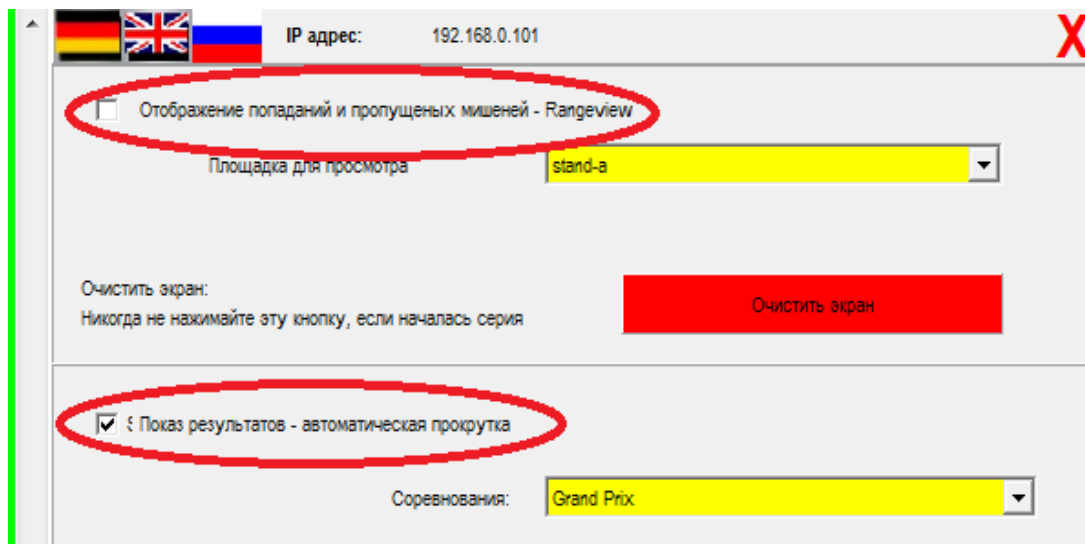 IP адрес: 192.168.0.101 X
Отображение попаданий и пропущеных мишеней - Rangeview
Площадка для просмотра stand-a
Очистить экран:
Никогда не нажимайте эту кнопку, если началась серия
Очистить экран
Показ результатов - автоматическая прокрутка
Соревнования: Grand Prix